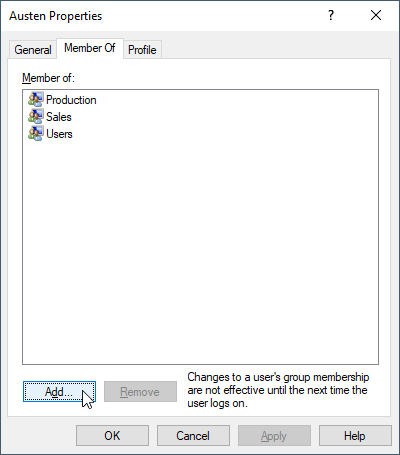 Austen Properties
?
General Member Of Profile
Member of:
Production
Sales
Users
Add...
Remove
Changes to a user's group membership
are not effective until the next time
the user logs on.
OK Cancel Apply Help